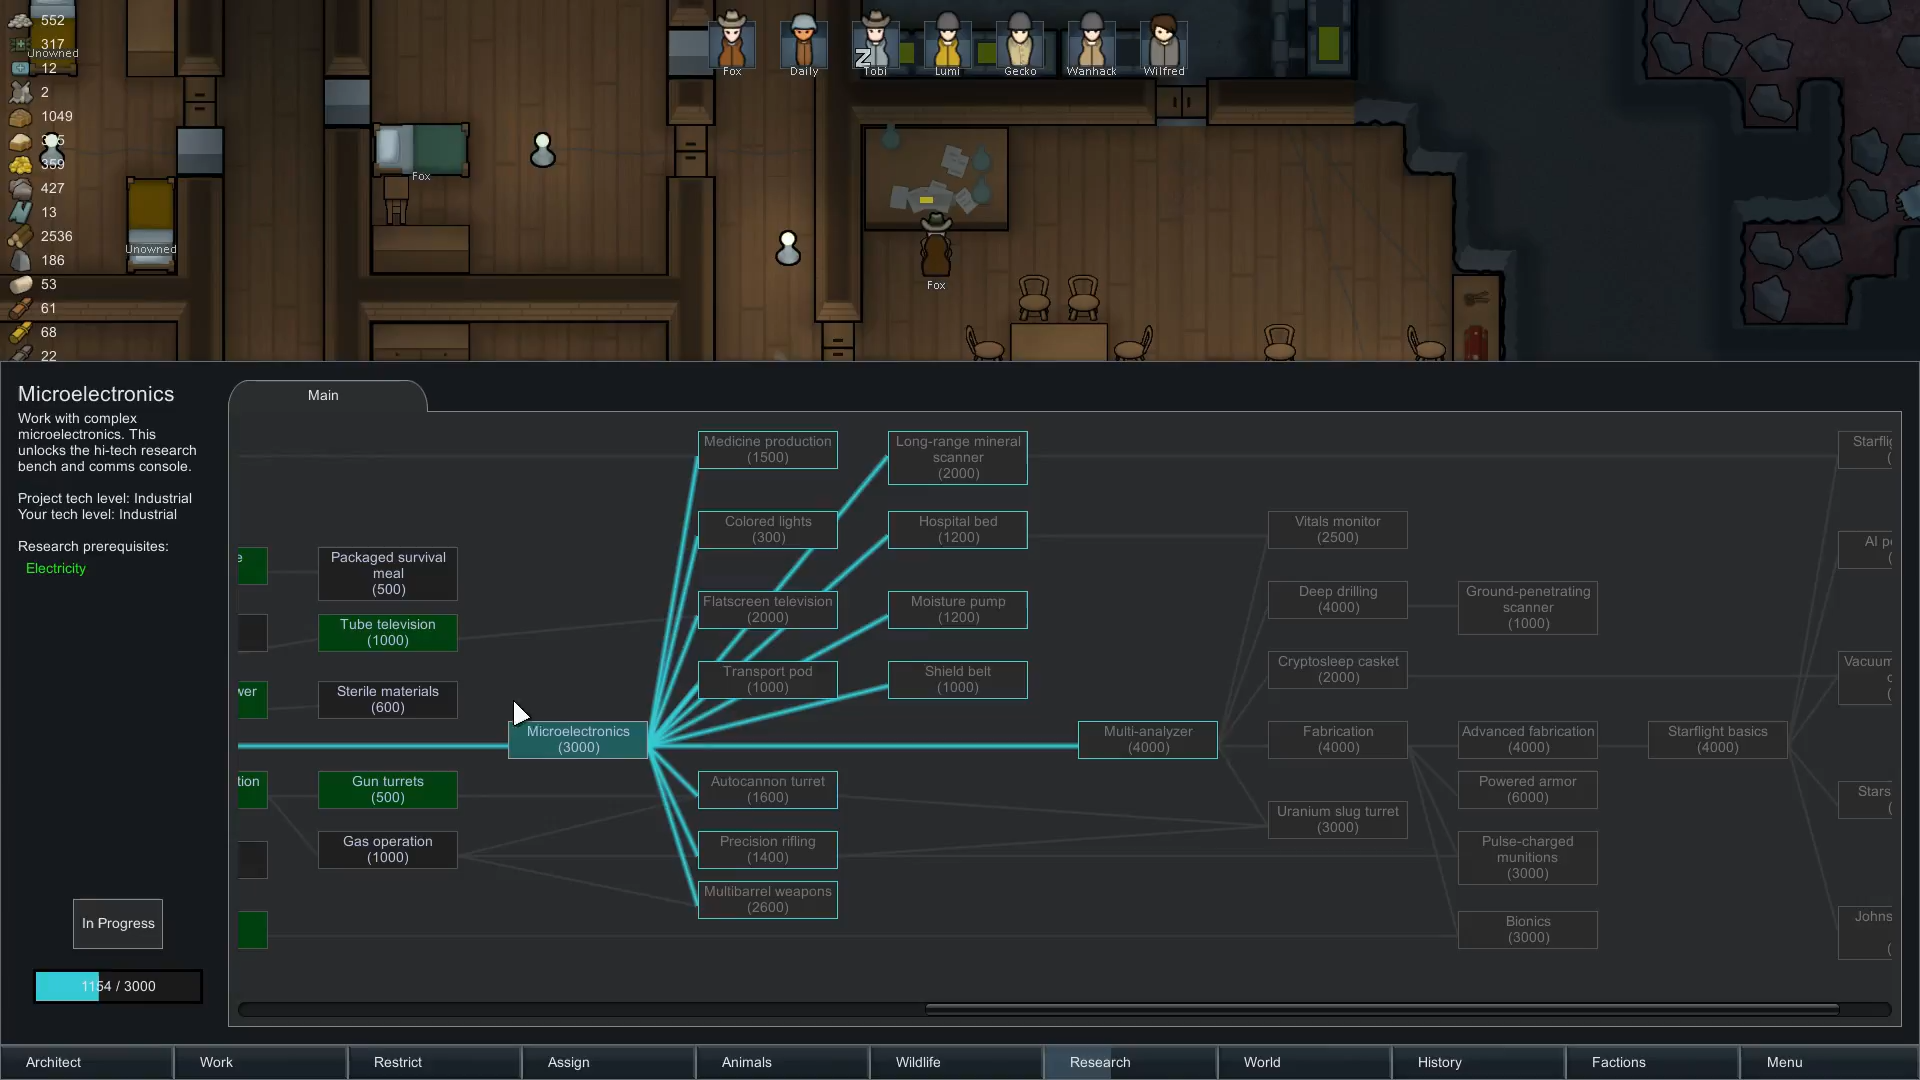 552
317
Unowned
12
2
1049
359
427
13
2536
186
53
61
68
22
Unowned
Fox
Fox
Daily
Z
Tobi
Lumi
Gecko
Wanhack
Wilfred
Fox
Microelectronics
Work with complex
microelectronics. This
unlocks the hi-tech research
bench and comms console.
Project tech level: Industrial
Your tech level: Industrial
Research prerequisites:
Electricity
In Progress
1154 / 3000
Main
e
wer
tion
Packaged survival
meal
(500)
Tube television
(1000)
Sterile materials
(600)
Gun turrets
(500)
Gas operation
(1000)
Microelectronics
(3000)
Medicine production
(1500)
Colored lights
(300)
Flatscreen television
(2000)
Transport pod
(1000)
Autocannon turret
(1600)
Precision rifling
(1400)
Multibarrel weapons
(2600)
Long-range mineral
scanner
(2000)
Hospital bed
(1200)
Moisture pump
(1200)
Shield belt
(1000)
Multi-analyzer
(4000)
Vitals monitor
(2500)
Deep drilling
(4000)
Cryptosleep casket
(2000)
Fabrication
(4000)
Uranium slug turret
(3000)
Ground-penetrating
scanner
(1000)
Advanced fabrication
(4000)
Powered armor
(6000)
Pulse-charged
munitions
(3000)
Bionics
(3000)
Starflight basics
(4000)
Starflig
(
AI p
(
Vacuum
c
(
Stars
(
Johns
(
Architect
Work
Restrict
Assign
Animals
Wildlife
Research
World
History
Factions
Menu